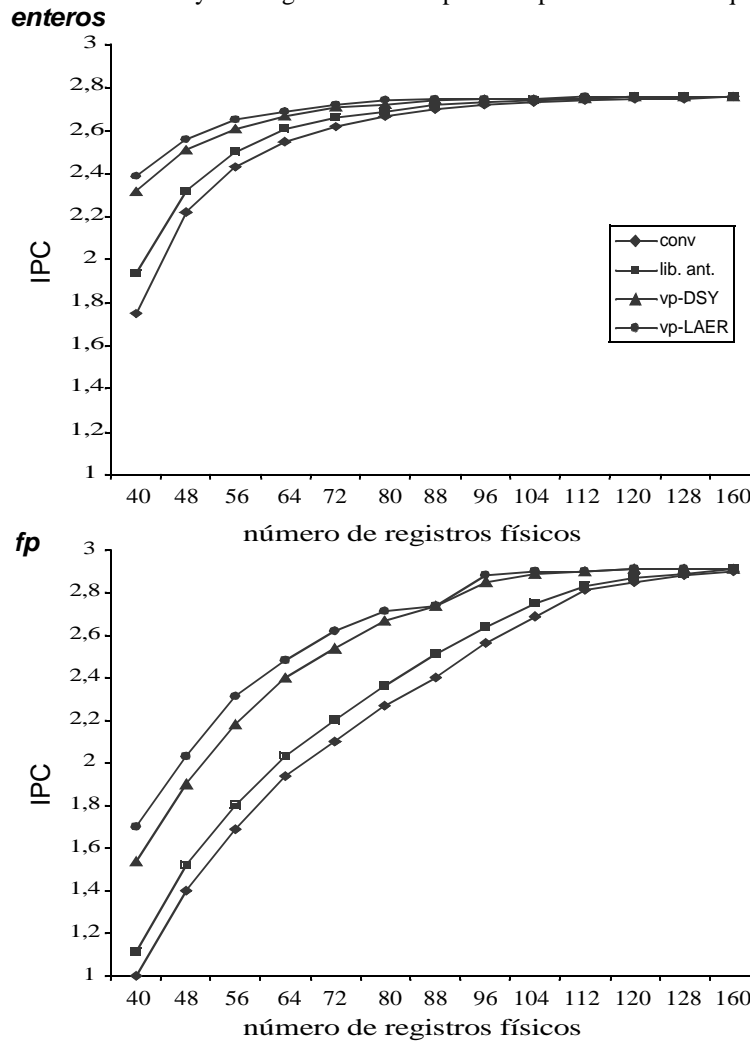 enteros
3
2,8
2,6
2,4
2,2
2
1,8
1,6
1,4
1,2
1
IPC
conv
lib. ant.
vp-DSY
vp-LAER
40 48 56 64 72 80 88 96 104 112 120 128 160
número de registros físicos
fp
3
2,8
2,6
2,4
2,2
2
1,8
1,6
1,4
1,2
1
IPC
40 48 56 64 72 80 88 96 104 112 120 128 160
número de registros físicos